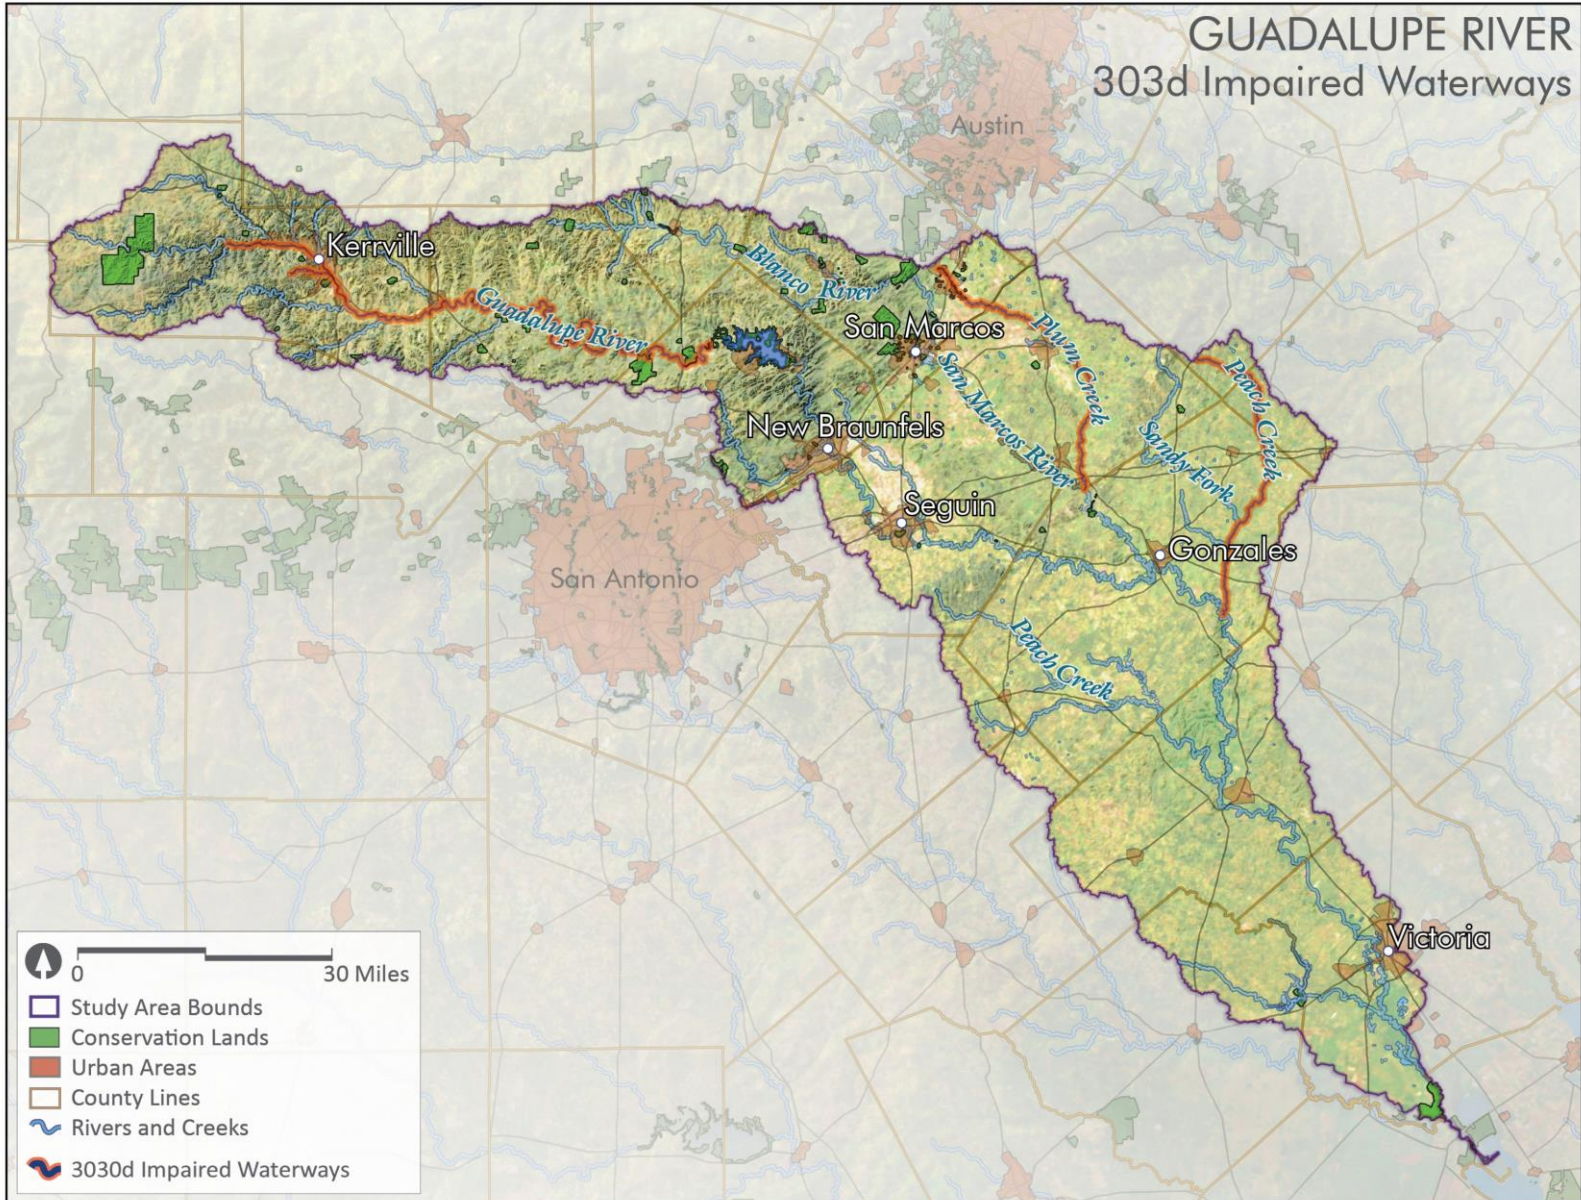 GUADALUPE RIVER
303d Impaired Waterways
Austin
Kerrville
Blanco River
Guadalupe River
San Marcos
Plum Creek
Peach Creek
San Marcos River
New Braunfels
Sandy Fork
Seguin
Gonzales
San Antonio
Peach Creek
Victoria
0 30 Miles
Study Area Bounds
Conservation Lands
Urban Areas
County Lines
Rivers and Creeks
3030d Impaired Waterways